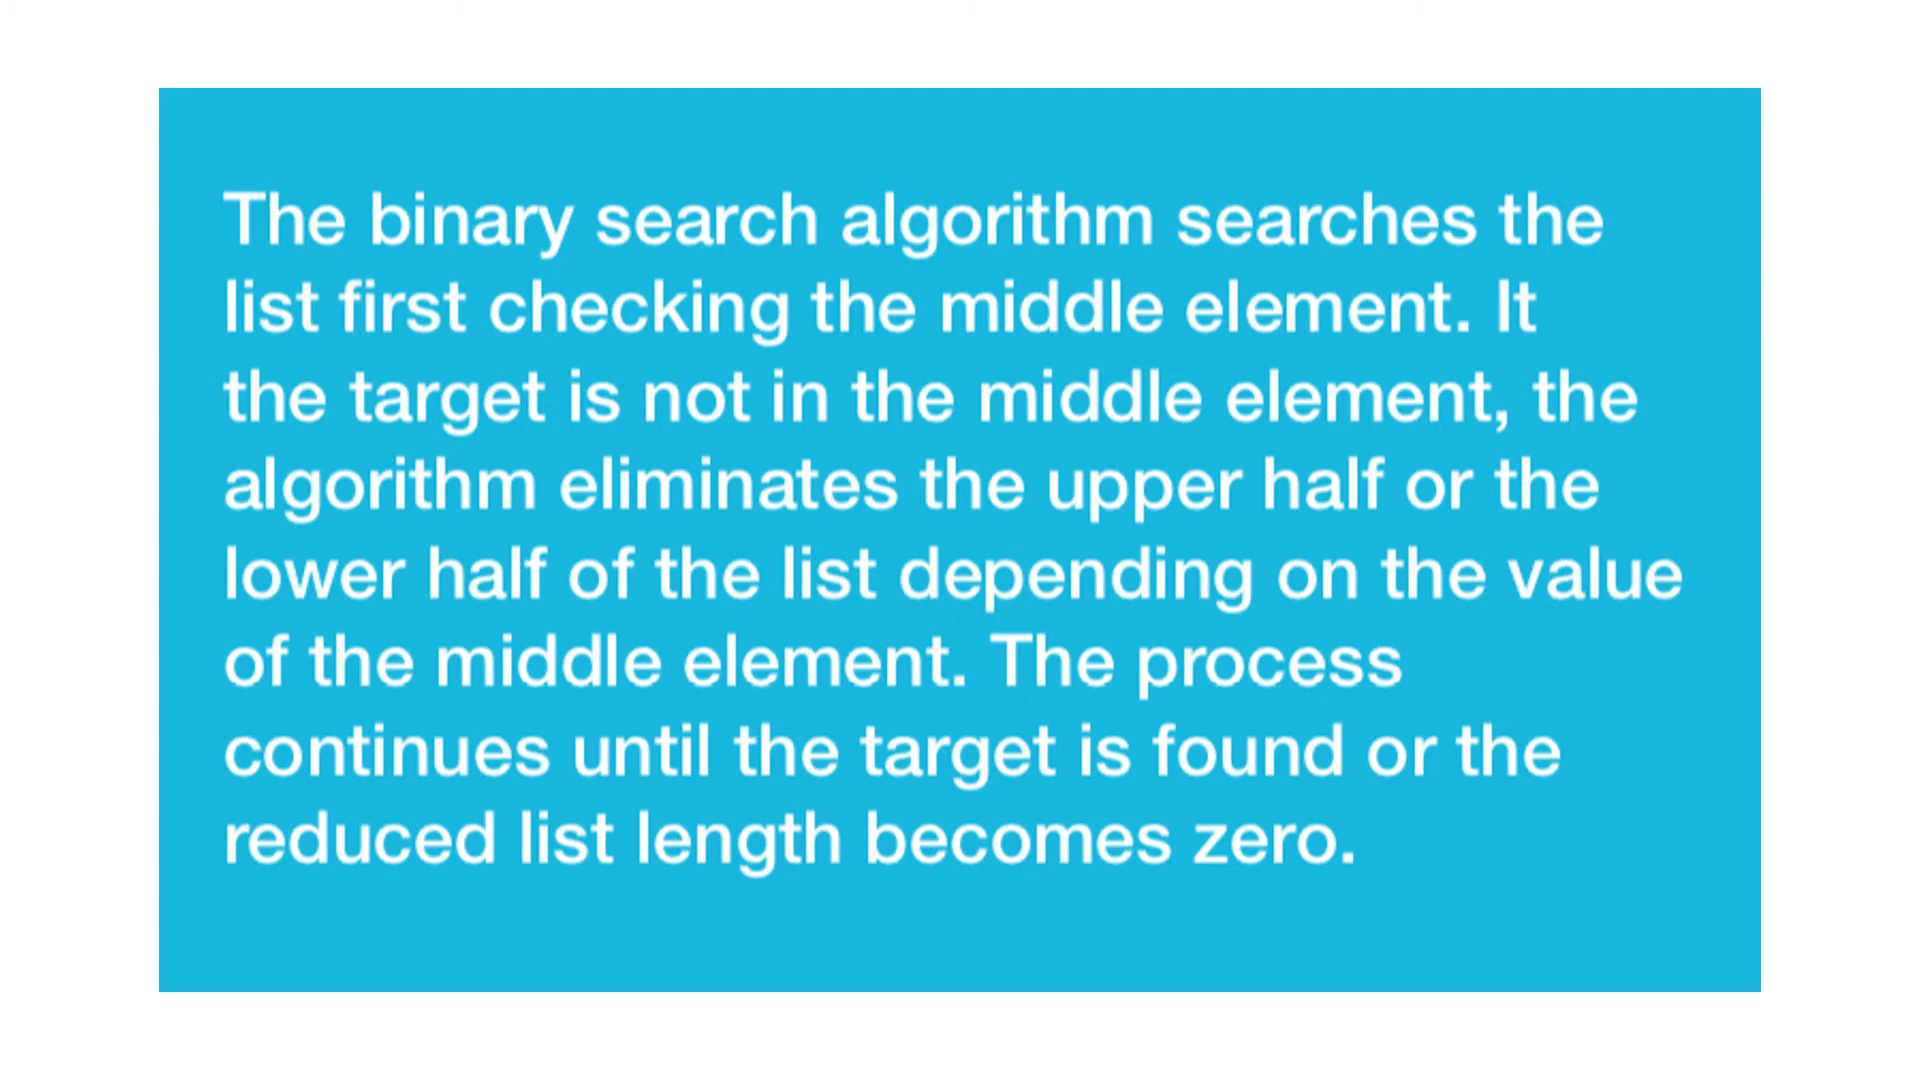 The binary search algorithm searches the
list first checking the middle element. It
the target is not in the middle element, the
algorithm eliminates the upper half or the
lower half of the list depending on the value
of the middle element. The process
continues until the target is found or the
reduced list length becomes zero.